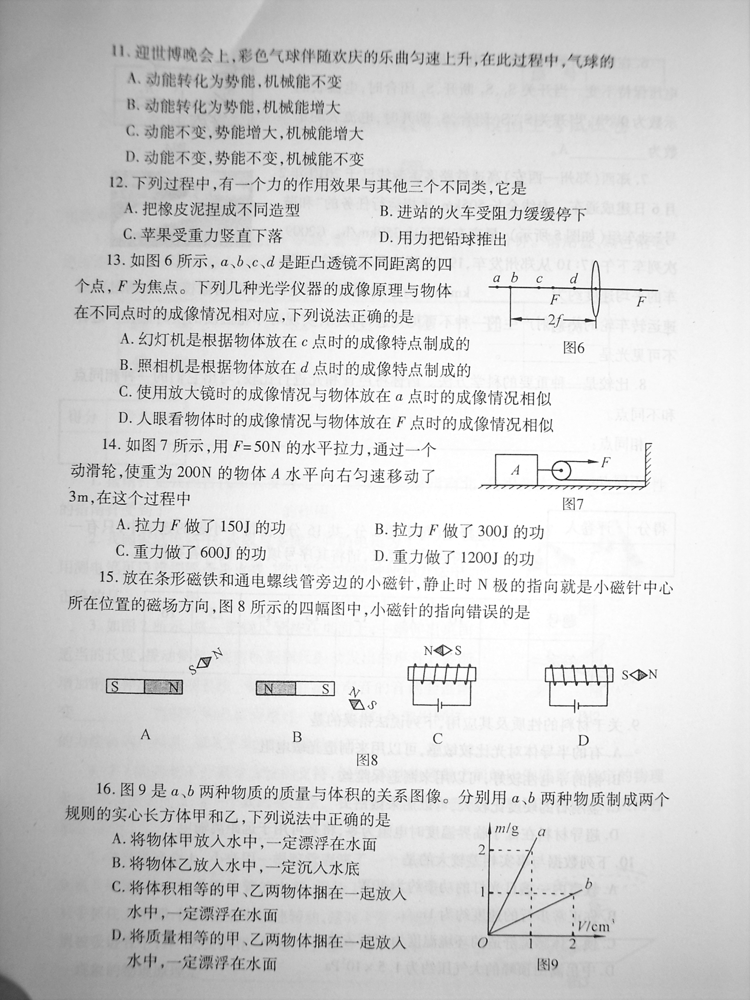 11. 迎世博晚会上,彩色气球伴随欢庆的乐曲匀速上升,在此过程中,气球的
A. 动能转化为势能,机械能不变
B. 动能转化为势能,机械能增大
C. 动能不变,势能增大,机械能增大
D. 动能不变,势能不变,机械能不变
12. 下列过程中,有一个力的作用效果与其他三个不同类,它是
A. 把橡皮泥捏成不同造型 B. 进站的火车受阻力缓缓停下
C. 苹果受重力竖直下落 D. 用力把铅球推出
13. 如图 6 所示, a、b、c、d 是距凸透镜不同距离的四
个点, F 为焦点。下列几种光学仪器的成像原理与物体
在不同点时的成像情况相对应,下列说法正确的是
a b c d
F F
2f
图6
A. 幻灯机是根据物体放在 c 点时的成像特点制成的
B. 照相机是根据物体放在 d 点时的成像特点制成的
C. 使用放大镜时的成像情况与物体放在 a 点时的成像情况相似
D. 人眼看物体时的成像情况与物体放在 F 点时的成像情况相似
14. 如图 7 所示,用 F=50N 的水平拉力,通过一个
动滑轮,使重为 200N 的物体 A 水平向右匀速移动了
3m,在这个过程中
A F
图7
A. 拉力 F 做了 150J 的功 B. 拉力 F 做了 300J 的功
C. 重力做了 600J 的功 D. 重力做了 1200J 的功
15. 放在条形磁铁和通电螺线管旁边的小磁针,静止时 N 极的指向就是小磁针中心
所在位置的磁场方向,图 8 所示的四幅图中,小磁针的指向错误的是
S N S N
N S N S
N S
S N
A B C D
图8
16. 图 9 是 a、b 两种物质的质量与体积的关系图像。分别用 a、b 两种物质制成两个
规则的实心长方体甲和乙,下列说法中正确的是
A. 将物体甲放入水中,一定漂浮在水面
B. 将物体乙放入水中,一定沉入水底
C. 将体积相等的甲、乙两物体捆在一起放入
水中,一定漂浮在水面
D. 将质量相等的甲、乙两物体捆在一起放入
水中,一定漂浮在水面
m/g a
2
1 b
V/cm³
O 1 2
图9